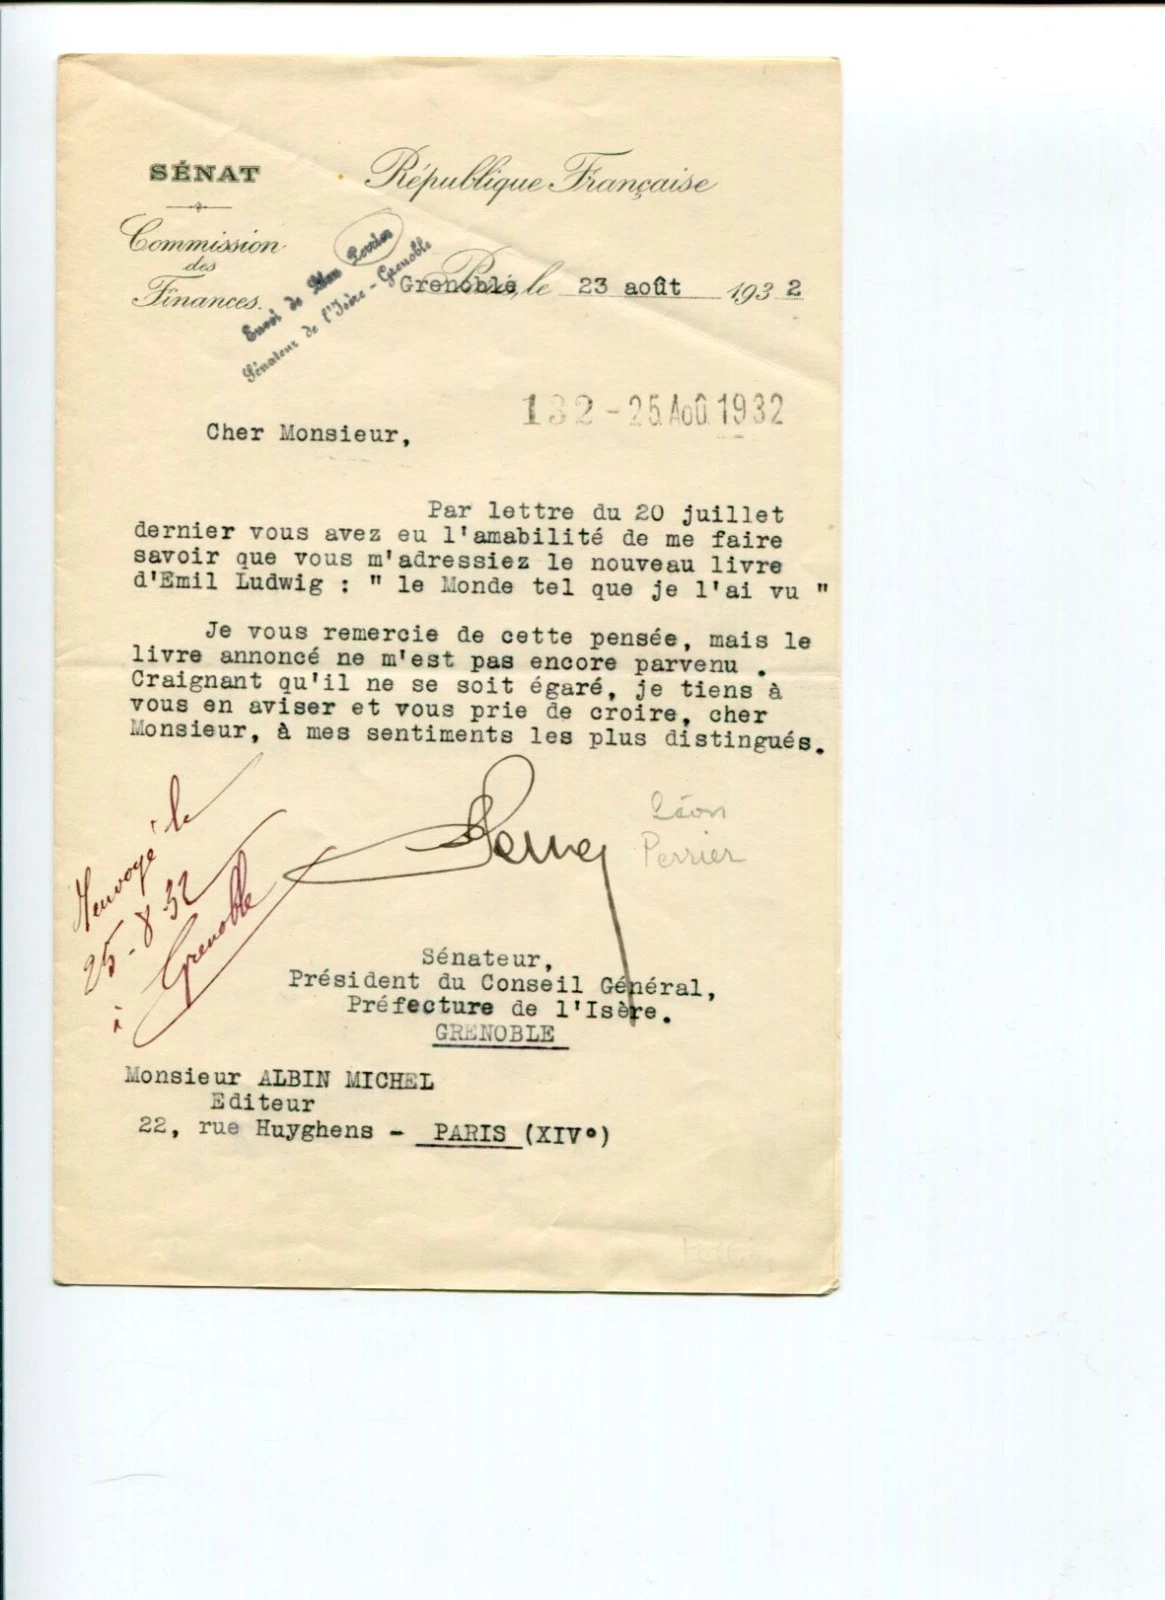 SÉNAT
République Française
Commission
des
Finances.
Envoi de Léon Perrier
Sénateur de l'Isère - Grenoble
Paris, le
Grenoble 23 août 1932
132 - 25 Aoû 1932
Cher Monsieur,
Par lettre du 20 juillet
dernier vous avez eu l'amabilité de me faire
savoir que vous m'adressiez le nouveau livre
d'Emil Ludwig : " le Monde tel que je l'ai vu "
Je vous remercie de cette pensée, mais le
livre annoncé ne m'est pas encore parvenu .
Craignant qu'il ne se soit égaré, je tiens à
vous en aviser et vous prie de croire, cher
Monsieur, à mes sentiments les plus distingués.
Renvoyé le
25-8-32
à Grenoble
Léon
Perrier
Sénateur,
Président du Conseil Général,
Préfecture de l'Isère.
GRENOBLE
Monsieur ALBIN MICHEL
Editeur
22, rue Huyghens - PARIS (XIV°)